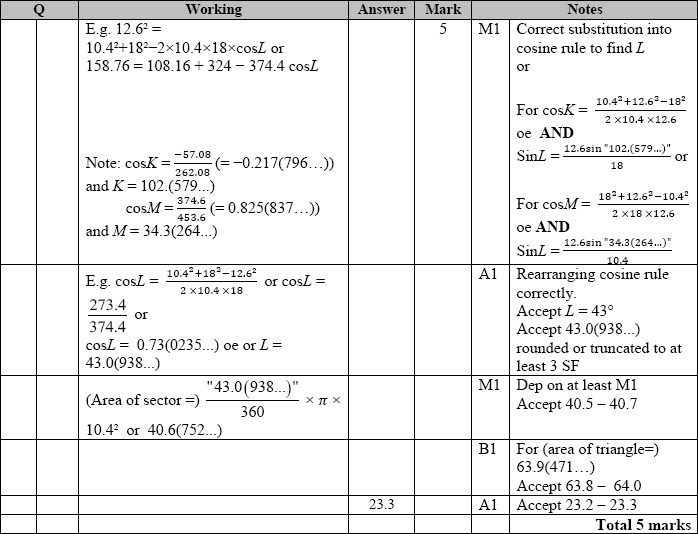 Q Working Answer Mark Notes
E.g. 12.6² =
10.4²+18²−2×10.4×18×cosL or
158.76 = 108.16 + 324 − 374.4 cosL
Note: cosK = −57.08/262.08 (= −0.217(796…))
and K = 102.(579...)
cosM = 374.6/453.6 (= 0.825(837…))
and M = 34.3(264...)
5
M1 Correct substitution into
cosine rule to find L
or
For cosK = 10.4²+12.6²−18²/2 ×10.4 ×12.6
oe AND
SinL = 12.6sin "102.(579...)"/18 or
For cosM = 18²+12.6²−10.4²/2 ×18 ×12.6
oe AND
SinL = 12.6sin "34.3(264...)"/10.4
E.g. cosL = 10.4²+18²−12.6²/2 ×10.4 ×18 or cosL =
273.4/374.4 or
cosL = 0.73(0235...) oe or L =
43.0(938...)
A1 Rearranging cosine rule
correctly.
Accept L = 43°
Accept 43.0(938...)
rounded or truncated to at
least 3 SF
(Area of sector =) "43.0(938...)"/360 × π ×
10.4² or 40.6(752...)
M1 Dep on at least M1
Accept 40.5 – 40.7
B1 For (area of triangle=)
63.9(471…)
Accept 63.8 – 64.0
23.3 A1 Accept 23.2 – 23.3
Total 5 marks